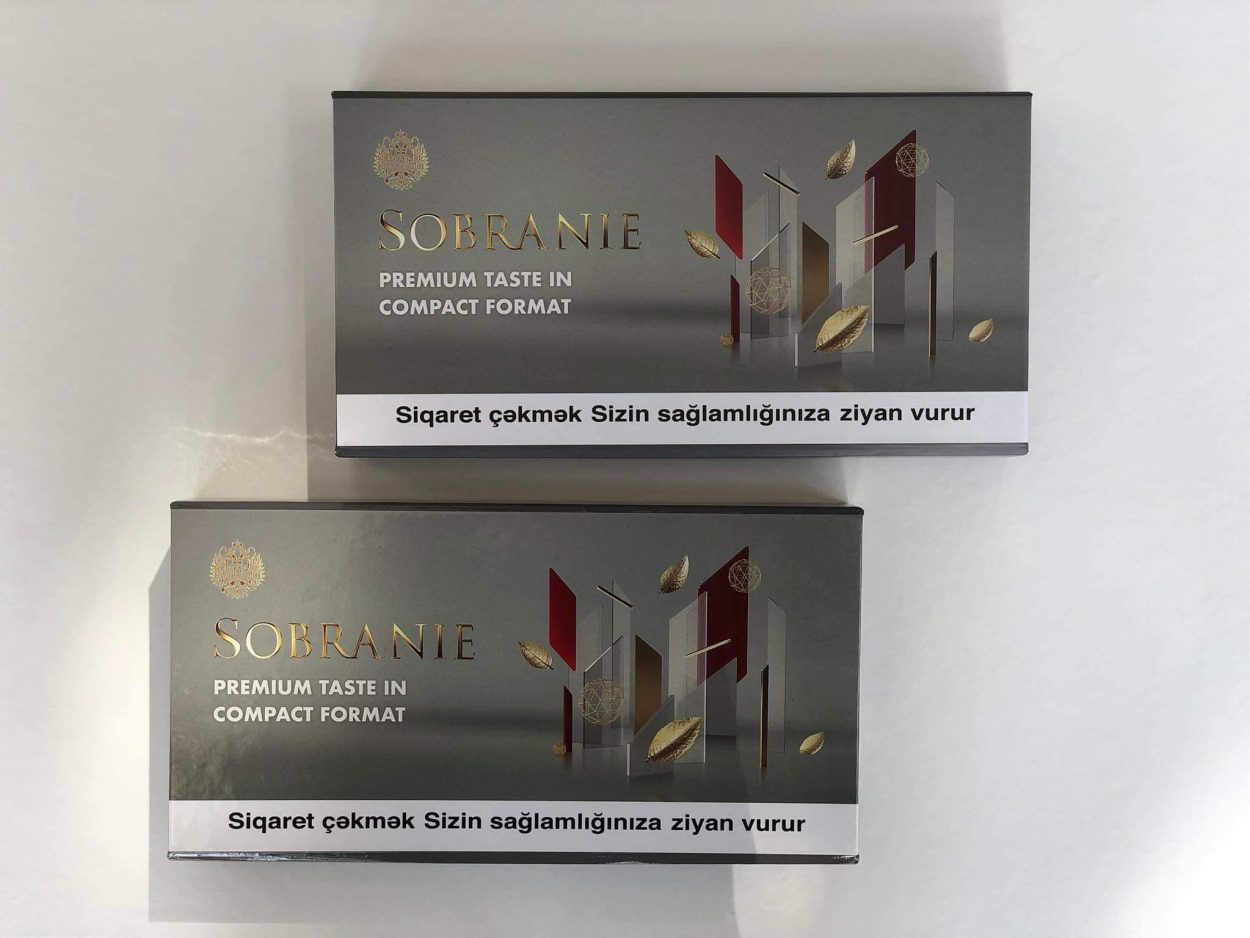 SOBRANIE
PREMIUM TASTE IN
COMPACT FORMAT
Siqaret çəkmək Sizin sağlamlığınıza ziyan vurur
SOBRANIE
PREMIUM TASTE IN
COMPACT FORMAT
Siqaret çəkmək Sizin sağlamlığınıza ziyan vurur